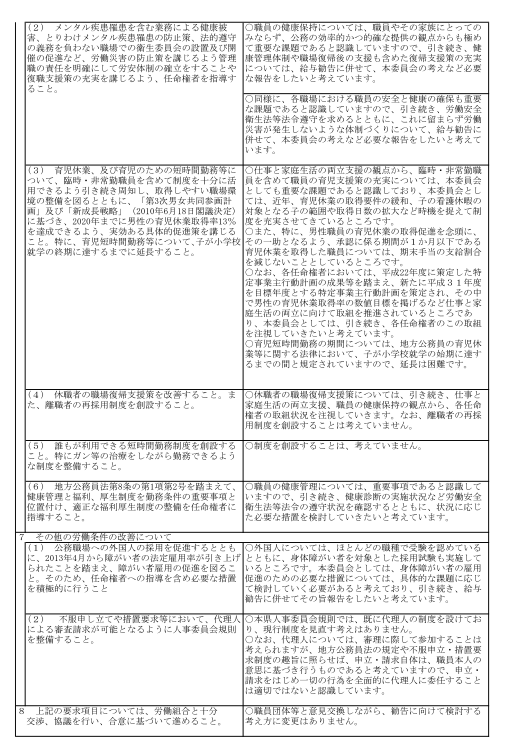 （2） メンタル疾患罹患を含む業務による健康被
害、とりわけメンタル疾患罹患の防止策、法的遵守
の義務を負わない職場での衛生委員会の設置及び開
催の促進など、労働災害の防止策を講じるよう管理
職の責任を明確にして労安体制の確立をすることや
復職支援策の充実を講じるよう、任命権者を指導す
ること。
○職員の健康保持については、職員やその家族にとっての
みならず、公務の効率的かつ的確な提供の観点からも極め
て重要な課題であると認識していますので、引き続き、健
康管理体制や職場復帰後の支援も含めた復帰支援策の充実
については、給与勧告に併せて、本委員会の考えなど必要
な報告をしたいと考えています。
○同様に、各職場における職員の安全と健康の確保も重要
な課題であると認識していますので、引き続き、労働安全
衛生法等法令遵守を求めるとともに、これに留まらず労働
災害が発生しないような体制づくりについて、給与勧告に
併せて、本委員会の考えなど必要な報告をしたいと考えて
います。
（3） 育児休業、及び育児のための短時間勤務等に
ついて、臨時・非常勤職員を含めて制度を十分に活
用できるよう引き続き周知し、取得しやすい職場環
境の整備を図るとともに、「第3次男女共同参画計
画」及び「新成長戦略」（2010年6月18日閣議決定）
に基づき、2020年までに男性の育児休業取得率13%
を達成できるよう、実効ある具体的促進策を講じる
こと。特に、育児短時間勤務等について、子が小学校
就学の終期に達するまでに延長すること。
○仕事と家庭生活の両立支援の観点から、臨時・非常勤職
員を含めて職員の育児支援策の充実については、本委員会
としても重要な課題であると認識しており、本委員会とし
ては、近年、育児休業の取得要件の緩和、子の看護休暇の
対象となる子の範囲や取得日数の拡大など時機を捉えて制
度を充実させてきているところです。
○また、特に、男性職員の育児休業の取得促進を念頭に、
その一助となるよう、承認に係る期間が1か月以下である
育児休業を取得した職員については、期末手当の支給割合
を減じないこととしているところです。
○なお、各任命権者においては、平成22年度に策定した特
定事業主行動計画の成果等を踏まえ、新たに平成31年度
を目標年度とする特定事業主行動計画を策定され、その中
で男性の育児休業取得率の数値目標を掲げるなど仕事と家
庭生活の両立に向けて取組を推進されているところであ
り、本委員会としては、引き続き、各任命権者のこの取組
を注視していきたいと考えています。
○育児短時間勤務の期間については、地方公務員の育児休
業等に関する法律において、子が小学校就学の始期に達す
るまでの間と規定されていますので、延長は困難です。
（4） 休職者の職場復帰支援策を改善すること。ま
た、離職者の再採用制度を創設すること。
○休職者の職場復帰支援策については、引き続き、仕事と
家庭生活の両立支援、職員の健康保持の観点から、各任命
権者の取組状況を注視していきます。なお、離職者の再採
用制度を創設することは考えていません。
（5） 誰もが利用できる短時間勤務制度を創設する
こと。特にガン等の治療をしながら勤務できるよう
な制度を整備すること。
○制度を創設することは、考えていません。
（6） 地方公務員法第8条の第1項第2号を踏まえて、
健康管理と福利、厚生制度を勤務条件の重要事項と
位置付け、適正な福利厚生制度の整備を任命権者に
指導すること。
○職員の健康管理については、重要事項であると認識して
いますので、引き続き、健康診断の実施状況など労働安全
衛生法等法令の遵守状況を確認するとともに、状況に応じ
た必要な措置を検討していきたいと考えています。
7 その他の労働条件の改善について
（1） 公務職場への外国人の採用を促進するととも
に、2013年4月から障がい者の法定雇用率が引き上げ
られたことを踏まえ、障がい者雇用の促進を図るこ
と。そのため、任命権者への指導を含め必要な措置
を積極的に行うこと
○外国人については、ほとんどの職種で受験を認めている
とともに、身体障がい者を対象とした採用試験も実施して
いるところです。本委員会としては、身体障がい者の雇用
促進のための必要な措置については、具体的な課題に応じ
て検討していく必要があると考えており、引き続き、給与
勧告に併せてその旨報告をしたいと考えています。
（2） 不服申し立てや措置要求等において、代理人
による審査請求が可能となるように人事委員会規則
を整備すること。
○本県人事委員会規則では、既に代理人の制度を設けてお
り、現行制度を見直す考えはありません。
○なお、代理人については、審理に際して参加することは
考えられますが、地方公務員法の規定や不服申立・措置要
求制度の趣旨に照らせば、申立・請求自体は、職員本人の
意思に基づき行うものであると考えていますので、申立・
請求をはじめ一切の行為を全面的に代理人に委任すること
は適切ではないと認識しています。
8 上記の要求項目については、労働組合と十分
交渉、協議を行い、合意に基づいて進めること。
○職員団体等と意見交換しながら、勧告に向けて検討する
考え方に変更はありません。